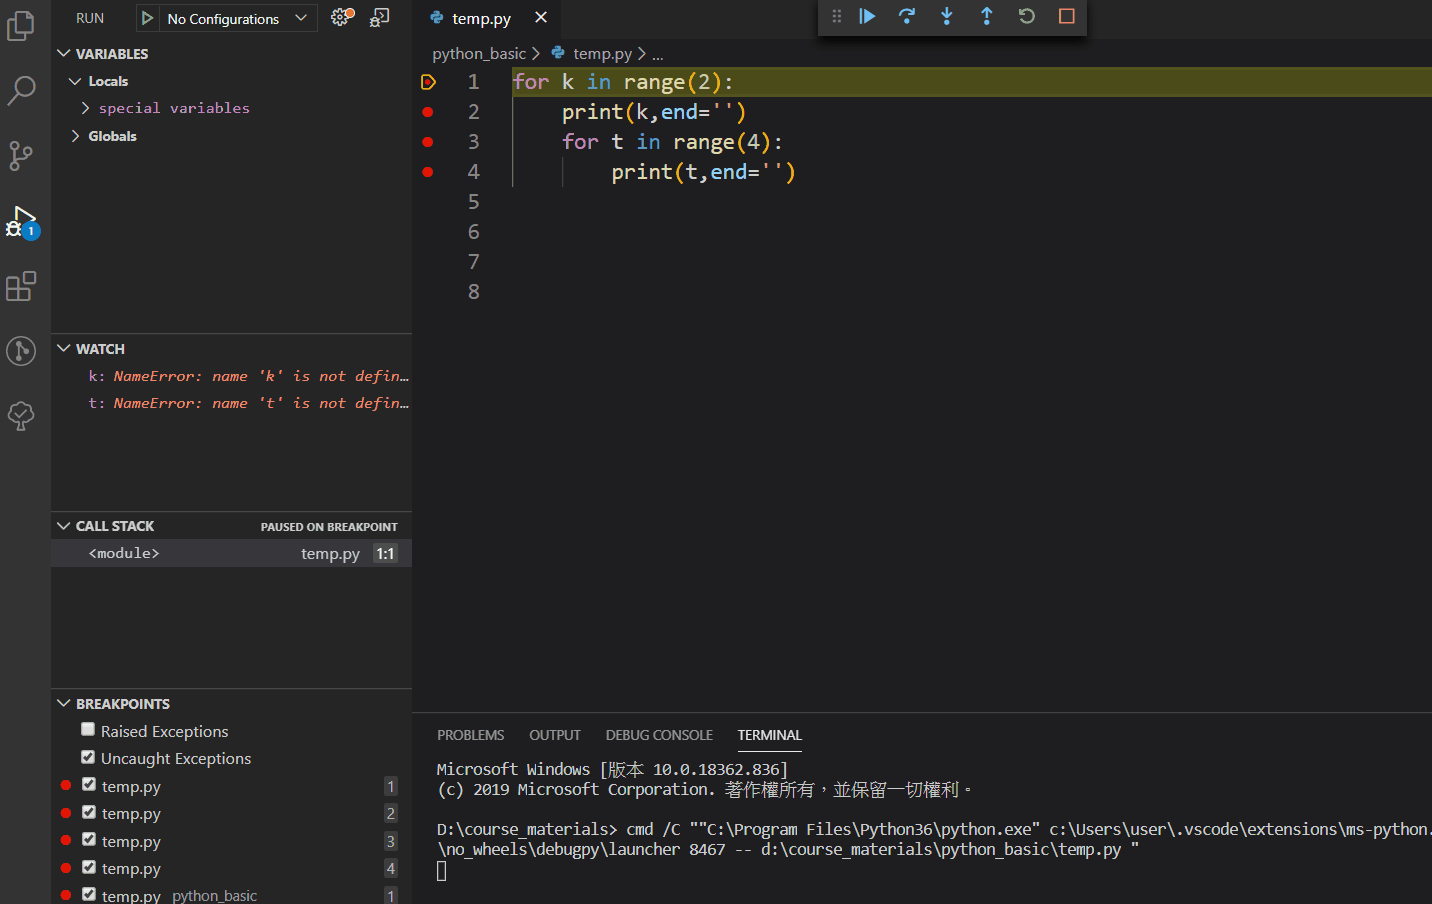 RUN No Configurations
VARIABLES
Locals
special variables
Globals
WATCH
k: NameError: name 'k' is not defin…
t: NameError: name 't' is not defin…
CALL STACK PAUSED ON BREAKPOINT
<module> temp.py 1:1
BREAKPOINTS
Raised Exceptions
Uncaught Exceptions
temp.py 1
temp.py 2
temp.py 3
temp.py 4
temp.py python_basic 1
1
temp.py
python_basic > temp.py > ...
1 for k in range(2):
2     print(k,end='')
3     for t in range(4):
4         print(t,end='')
5
6
7
8
PROBLEMS OUTPUT DEBUG CONSOLE TERMINAL
Microsoft Windows [版本 10.0.18362.836]
(c) 2019 Microsoft Corporation. 著作權所有，並保留一切權利。
D:\course_materials> cmd /C ""C:\Program Files\Python36\python.exe" c:\Users\user\.vscode\extensions\ms-python.
\no_wheels\debugpy\launcher 8467 -- d:\course_materials\python_basic\temp.py "